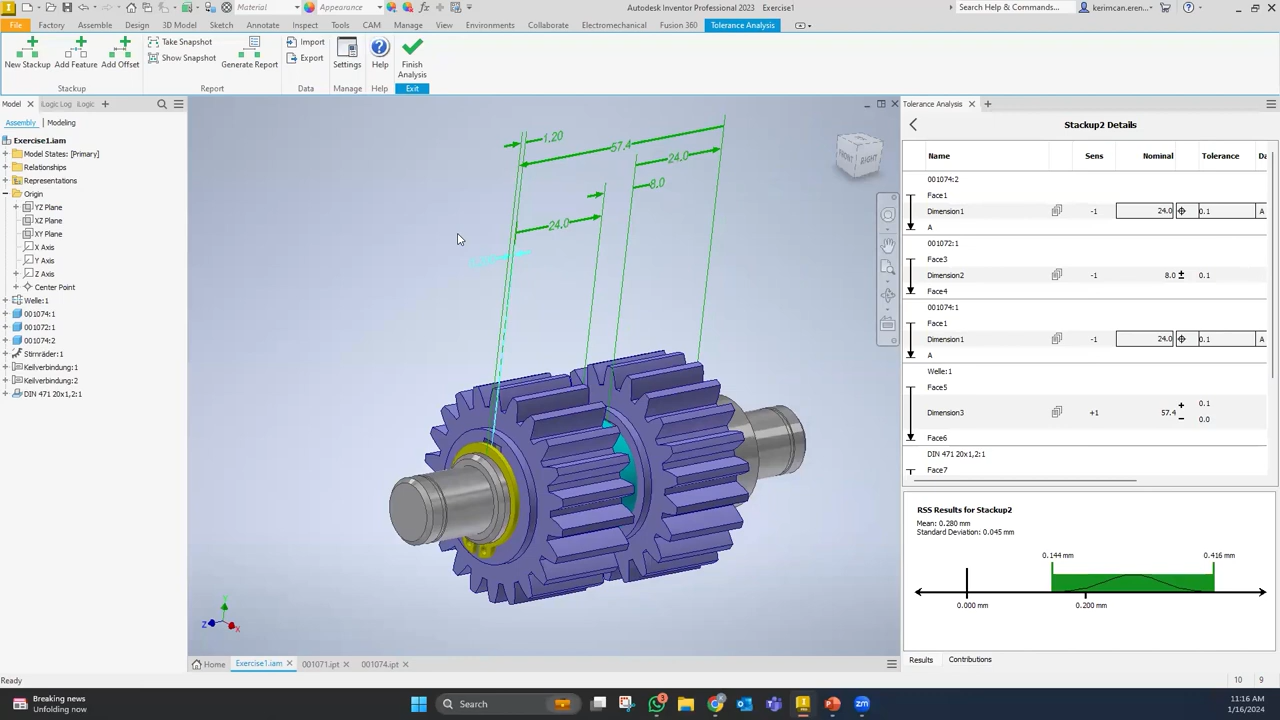 Material
Appearance
Autodesk Inventor Professional 2023 Exercise1
Search Help & Commands...
kerimcan.eren...
File
Factory
Assemble
Design
3D Model
Sketch
Annotate
Inspect
Tools
CAM
Manage
View
Environments
Collaborate
Electromechanical
Fusion 360
Tolerance Analysis
New Stackup
Add Feature
Add Offset
Take Snapshot
Show Snapshot
Generate Report
Import
Export
Settings
Help
Finish
Analysis
Stackup
Report
Data
Manage
Help
Exit
Model
Logic Log
iLogic
Assembly
Modeling
Exercise1.iam
Model States: [Primary]
Relationships
Representations
Origin
YZ Plane
XZ Plane
XY Plane
X Axis
Y Axis
Z Axis
Center Point
Welle:1
001074:1
001072:1
001074:2
Stirnräder:1
Keilverbindung:1
Keilverbindung:2
DIN 471 20x1,2:1
1.20
57.4
24.0
8.0
24.0
FRONT
RIGHT
Y
Z
X
Tolerance Analysis
Stackup2 Details
Name
Sens
Nominal
Tolerance
Da
001074:2
Face1
Dimension1
-1
24.0
0.1
A
A
001072:1
Face3
Dimension2
-1
8.0 ±
0.1
Face4
001074:1
Face1
Dimension1
-1
24.0
0.1
A
A
Welle:1
Face5
Dimension3
+1
57.4
+
0.1
−
0.0
Face6
DIN 471 20x1,2:1
Face7
RSS Results for Stackup2
Mean: 0.280 mm
Standard Deviation: 0.045 mm
0.144 mm
0.416 mm
0.000 mm
0.200 mm
Results
Contributions
Home
Exercise1.iam
001071.ipt
001074.ipt
Ready
10
9
Breaking news
Unfolding now
Search
3
11:16 AM
1/16/2024